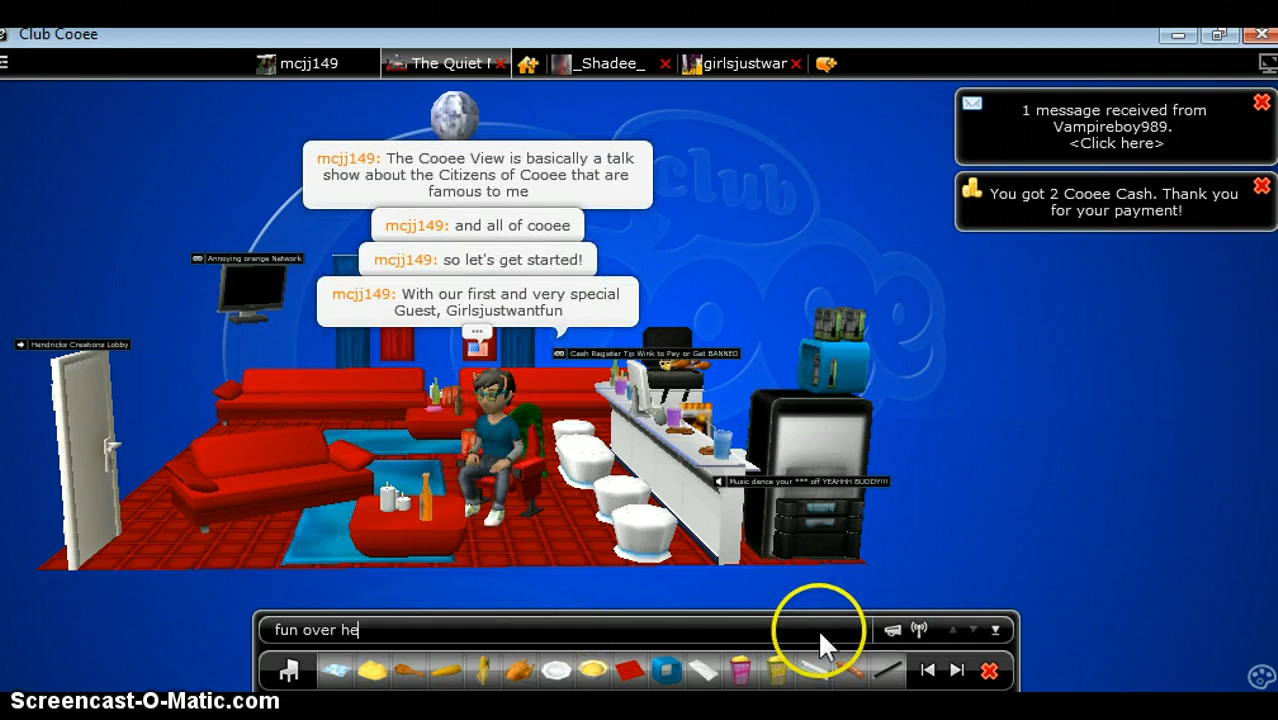 Club Cooee
mcjj149
The Quiet
_Shadee_
girlsjustwar
1 message received from
Vampireboy989.
<Click here>
You got 2 Cooee Cash. Thank you
for your payment!
club
mcjj149: The Cooee View is basically a talk
show about the Citizens of Cooee that are
famous to me
mcjj149: and all of cooee
mcjj149: so let's get started!
mcjj149: With our first and very special
Guest, Girlsjustwantfun
...
Annoying orange Network
Hendricks Creations Lobby
Cash Register Tip Wink to Pay or Get BANNED
Music dance your *** off YEAHHH BUDDY!!!
fun over he
Screencast-O-Matic.com